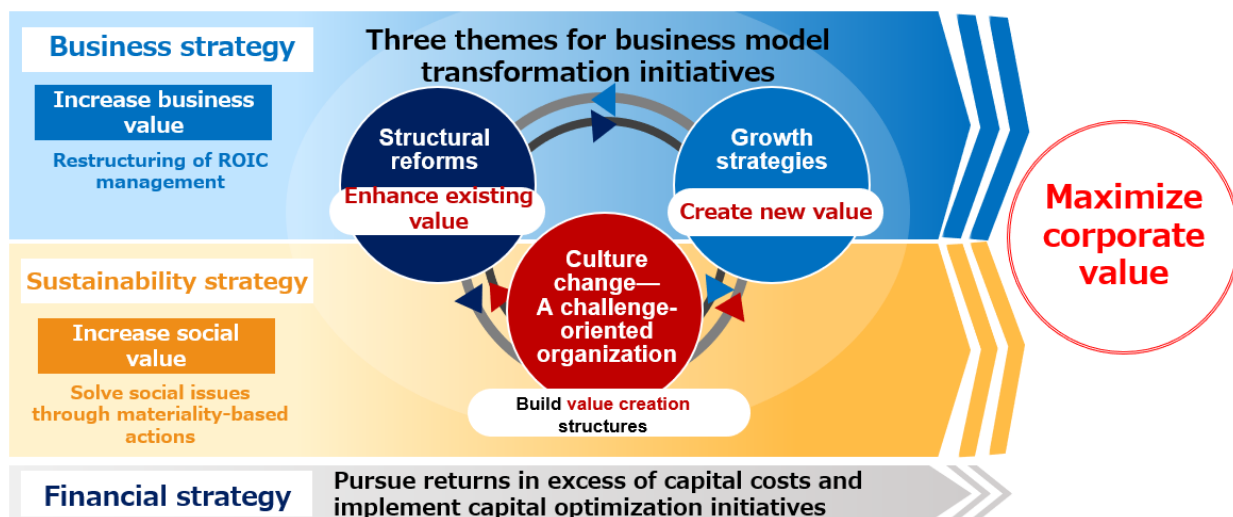 Business strategy
Increase business
value
Restructuring of ROIC
management
Three themes for business model
transformation initiatives
Structural
reforms
Enhance existing
value
Growth
strategies
Create new value
Culture
change—
A challenge-
oriented
organization
Build value creation
structures
Sustainability strategy
Increase social
value
Solve social issues
through materiality-based
actions
Financial strategy
Pursue returns in excess of capital costs and
implement capital optimization initiatives
Maximize
corporate
value